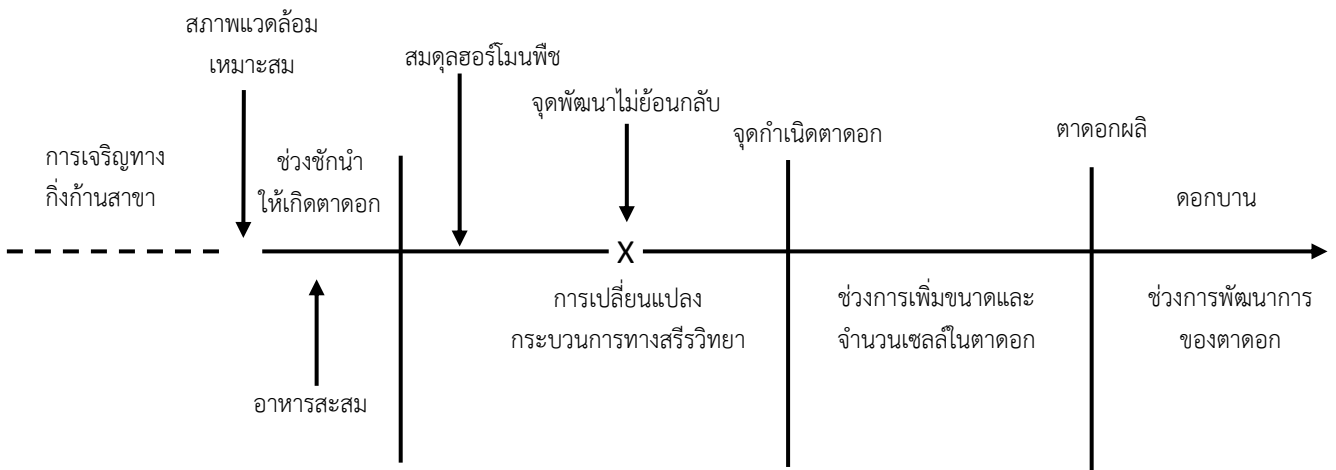 สภาพแวดล้อม
เหมาะสม
สมดุลฮอร์โมนพืช
จุดพัฒนาไม่ย้อนกลับ
จุดกำเนิดตาดอก
ตาดอกผลิ
การเจริญทาง
กิ่งก้านสาขา
ช่วงชักนำ
ให้เกิดตาดอก
ดอกบาน
X
การเปลี่ยนแปลง
กระบวนการทางสรีรวิทยา
ช่วงการเพิ่มขนาดและ
จำนวนเซลล์ในตาดอก
ช่วงการพัฒนาการ
ของตาดอก
อาหารสะสม